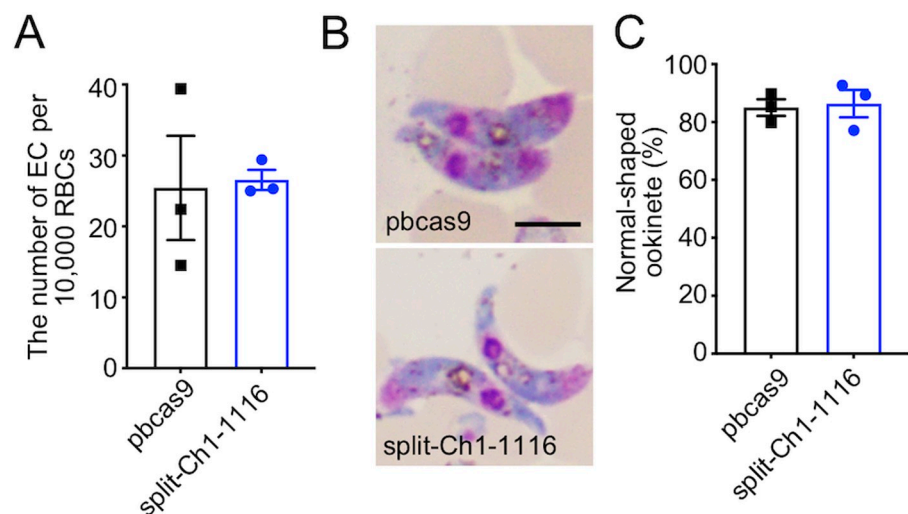 A
The number of EC per
10,000 RBCs
40
30
20
10
0
pbcas9
split-Ch1-1116
B
pbcas9
split-Ch1-1116
C
Normal-shaped
ookinete (%)
100
80
60
40
20
0
pbcas9
split-Ch1-1116